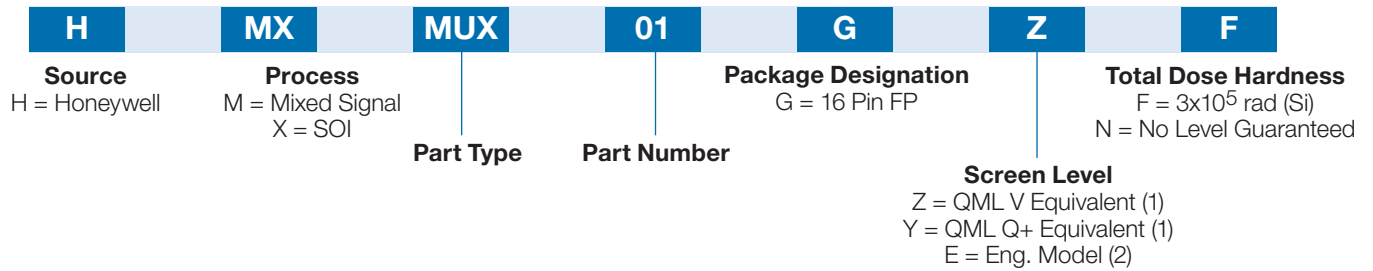 H MX MUX 01 G Z F
Source
H = Honeywell
Process
M = Mixed Signal
X = SOI
Part Type
Part Number
Package Designation
G = 16 Pin FP
Screen Level
Z = QML V Equivalent (1)
Y = QML Q+ Equivalent (1)
E = Eng. Model (2)
Total Dose Hardness
F = 3x10⁵ rad (Si)
N = No Level Guaranteed